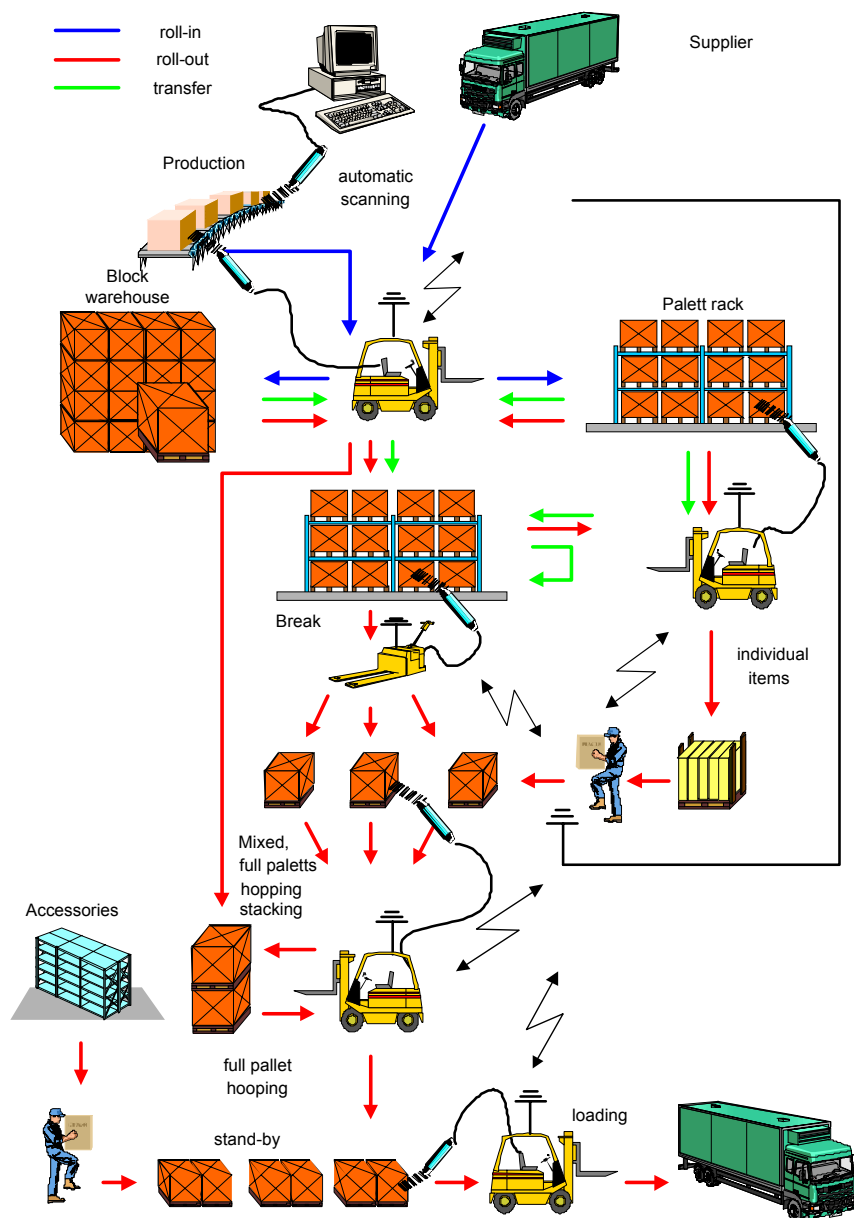 roll-in
roll-out
transfer
Supplier
Production
automatic
scanning
Block
warehouse
Palett rack
Break
individual
items
Mixed,
full paletts
hopping
stacking
Accessories
full pallet
hooping
stand-by
loading